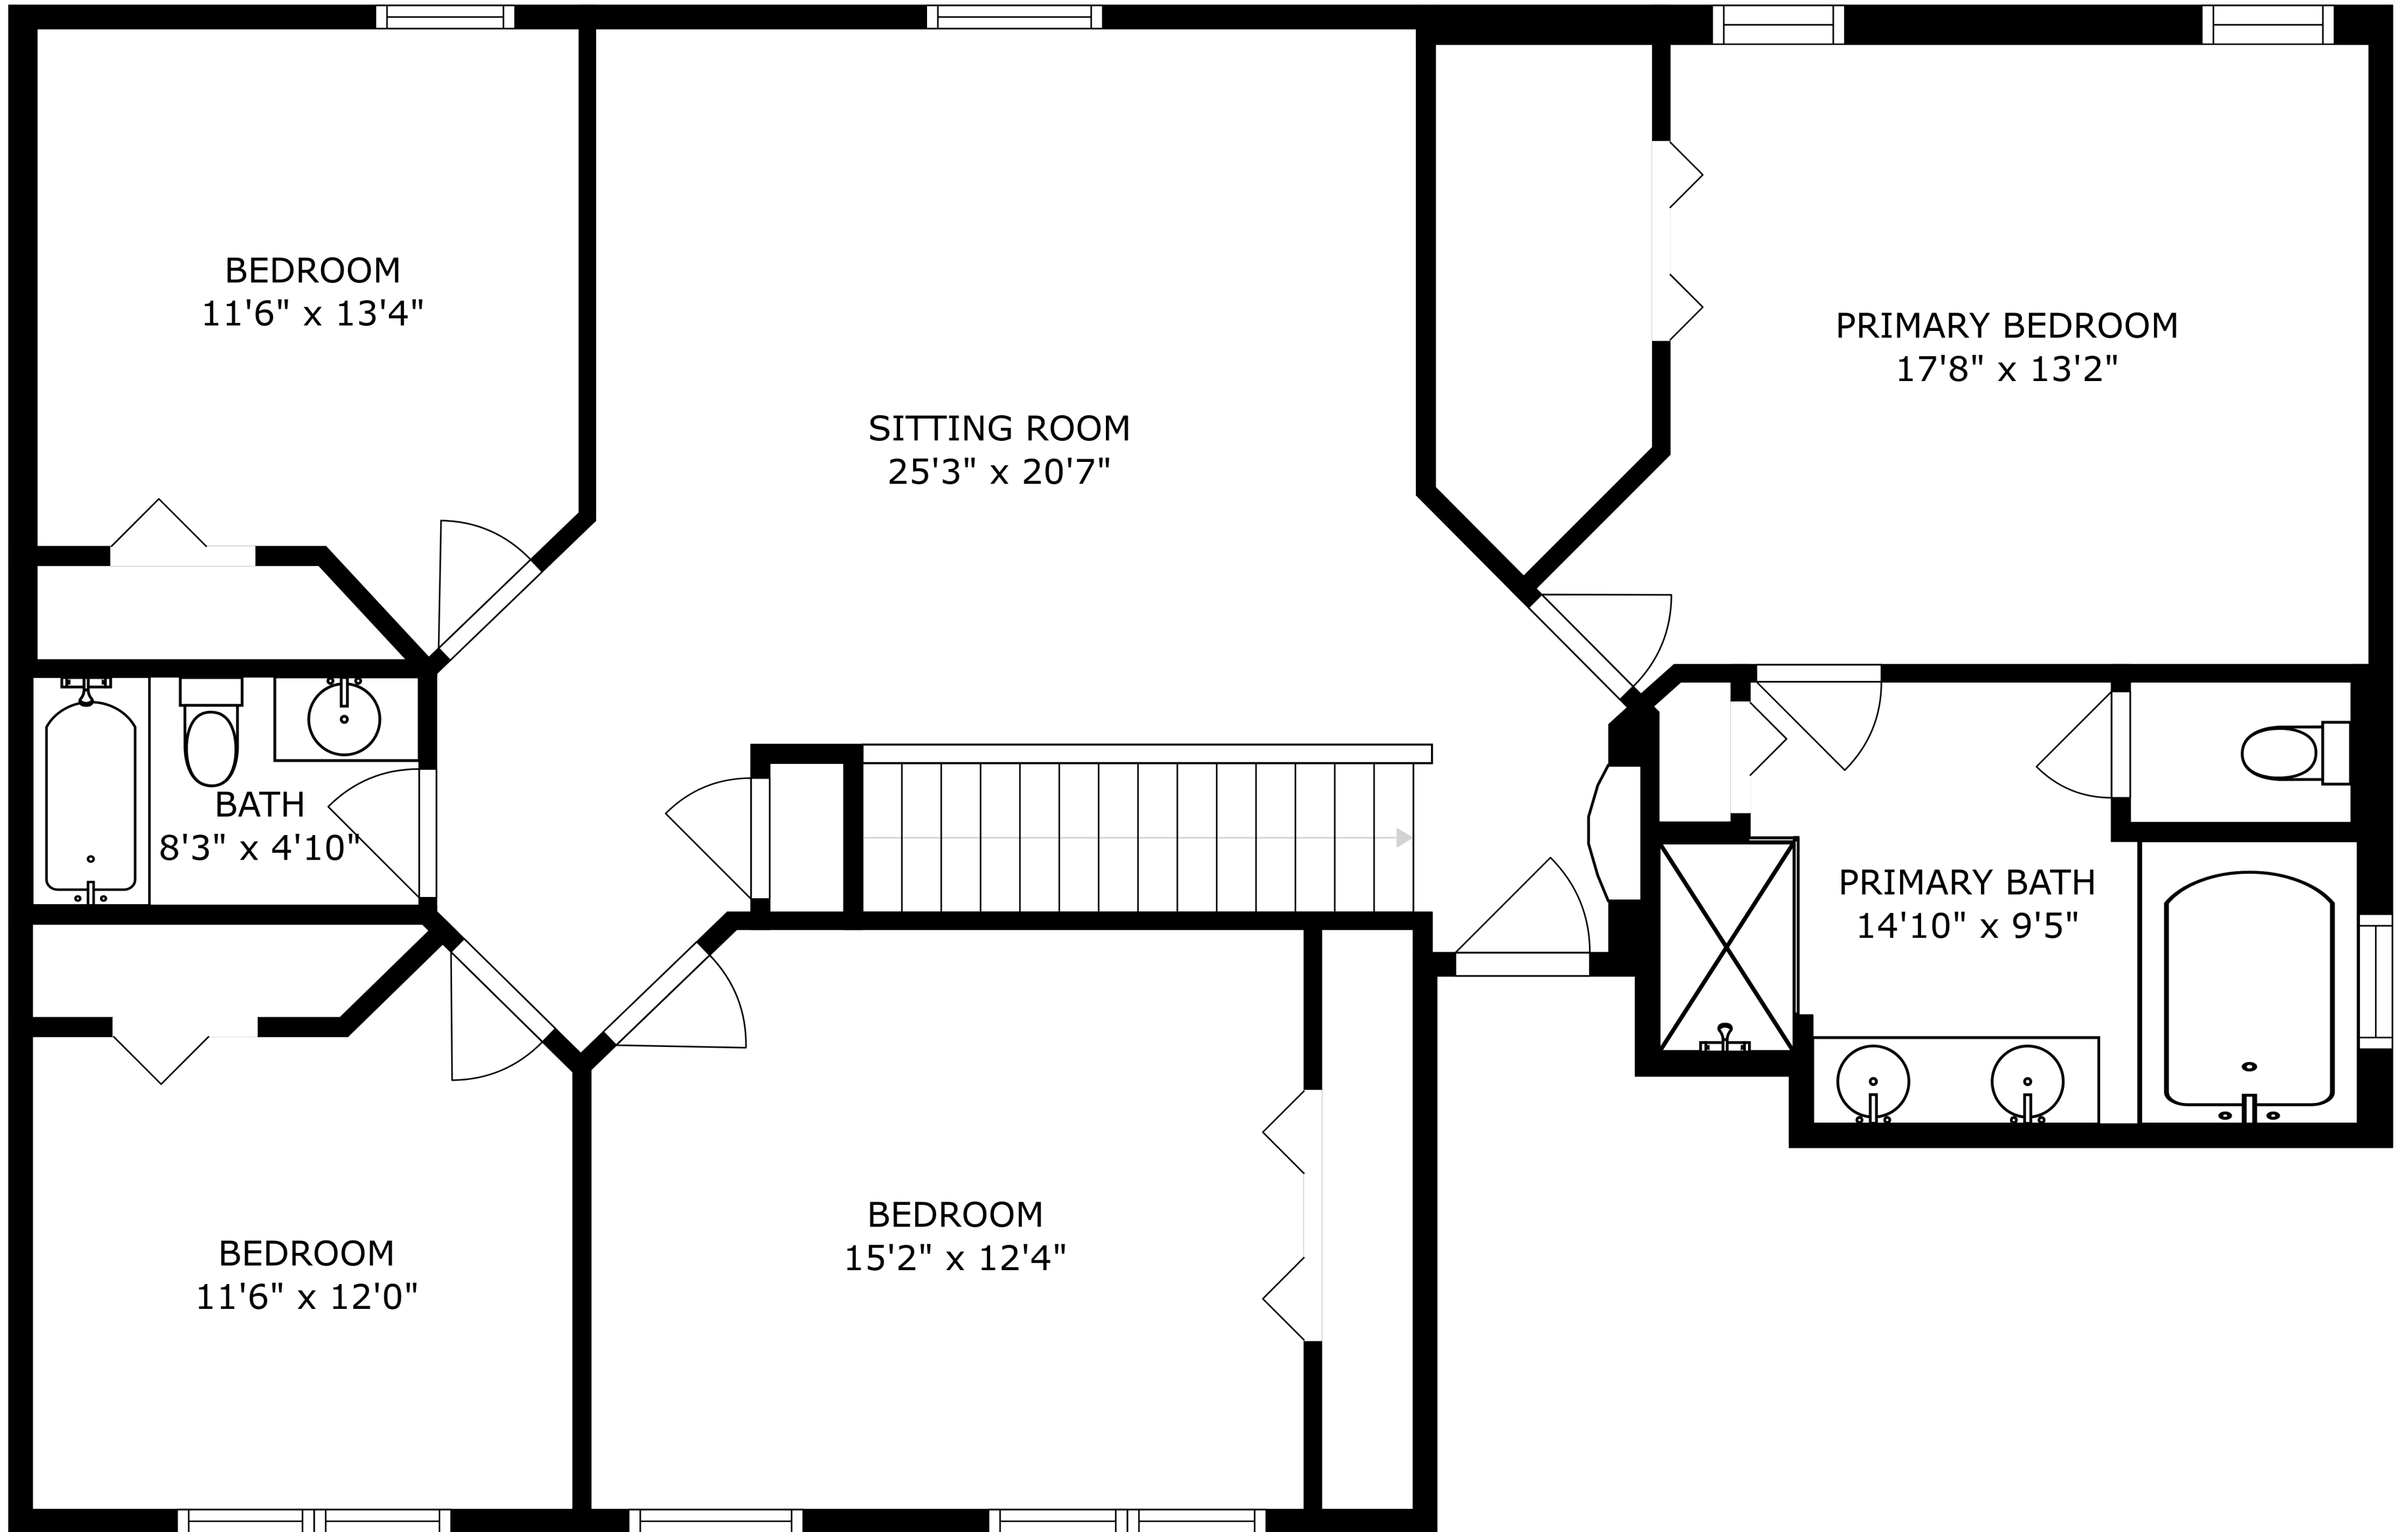 BEDROOM
11'6" x 13'4"
PRIMARY BEDROOM
17'8" x 13'2"
SITTING ROOM
25'3" x 20'7"
BATH
8'3" x 4'10"
PRIMARY BATH
14'10" x 9'5"
BEDROOM
15'2" x 12'4"
BEDROOM
11'6" x 12'0"